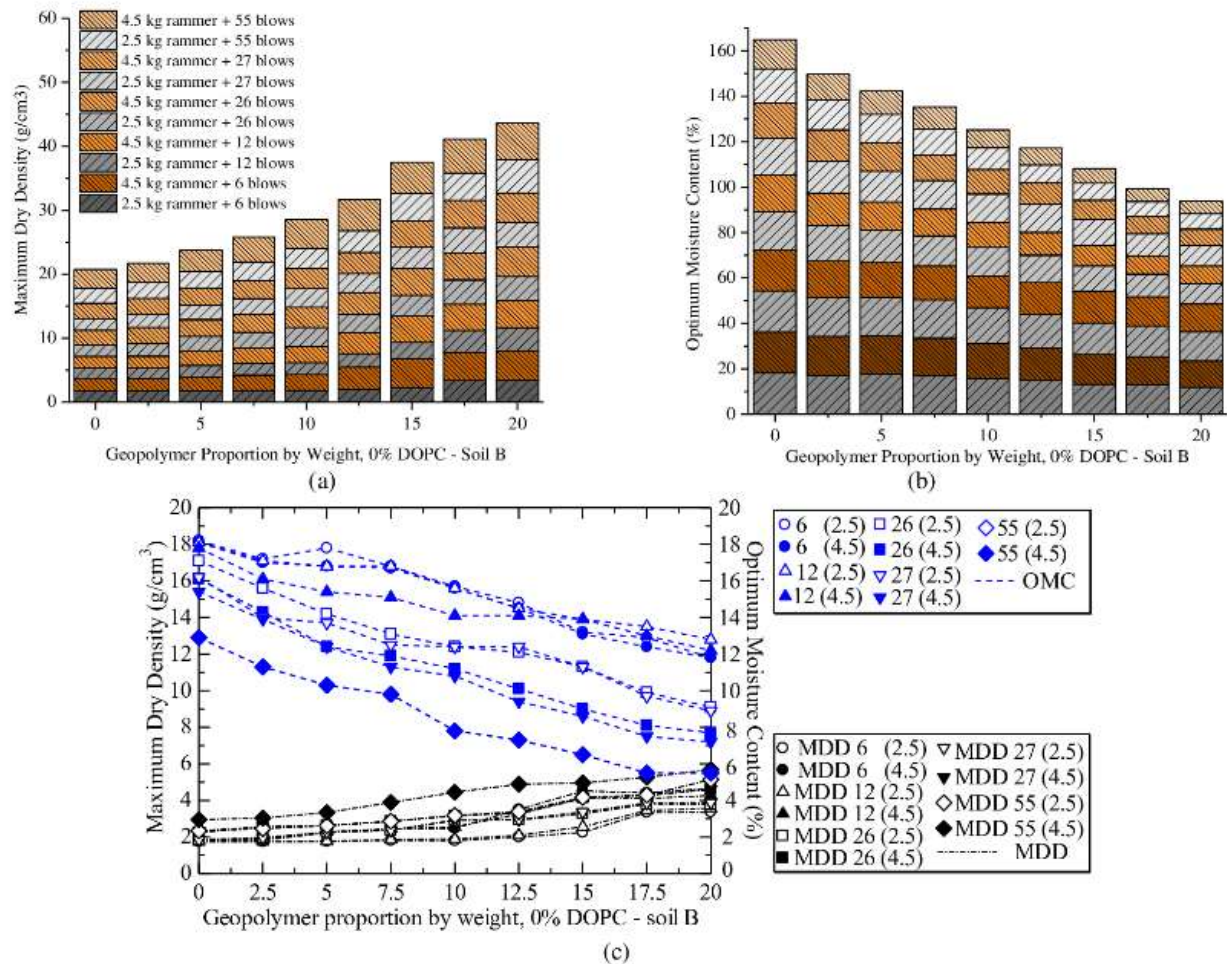 60
50
40
30
20
10
0
Maximum Dry Density (g/cm3)
4.5 kg rammer + 55 blows
2.5 kg rammer + 55 blows
4.5 kg rammer + 27 blows
2.5 kg rammer + 27 blows
4.5 kg rammer + 26 blows
2.5 kg rammer + 26 blows
4.5 kg rammer + 12 blows
2.5 kg rammer + 12 blows
4.5 kg rammer + 6 blows
2.5 kg rammer + 6 blows
0 5 10 15 20
Geopolymer Proportion by Weight, 0% DOPC - Soil B
(a)
160
140
120
100
80
60
40
20
0
Optimum Moisture Content (%)
0 5 10 15 20
Geopolymer Proportion by Weight, 0% DOPC - Soil B
(b)
20 20
18 18
16 16
14 14
12 12
10 10
8 8
6 6
4 4
2 2
0 0
Maximum Dry Density (g/cm³)
Optimum Moisture Content (%)
0 2.5 5 7.5 10 12.5 15 17.5 20
Geopolymer proportion by weight, 0% DOPC - soil B
(c)
6 (2.5)
6 (4.5)
12 (2.5)
12 (4.5)
26 (2.5)
26 (4.5)
27 (2.5)
27 (4.5)
55 (2.5)
55 (4.5)
OMC
MDD 6 (2.5)
MDD 6 (4.5)
MDD 12 (2.5)
MDD 12 (4.5)
MDD 26 (2.5)
MDD 26 (4.5)
MDD 27 (2.5)
MDD 27 (4.5)
MDD 55 (2.5)
MDD 55 (4.5)
MDD